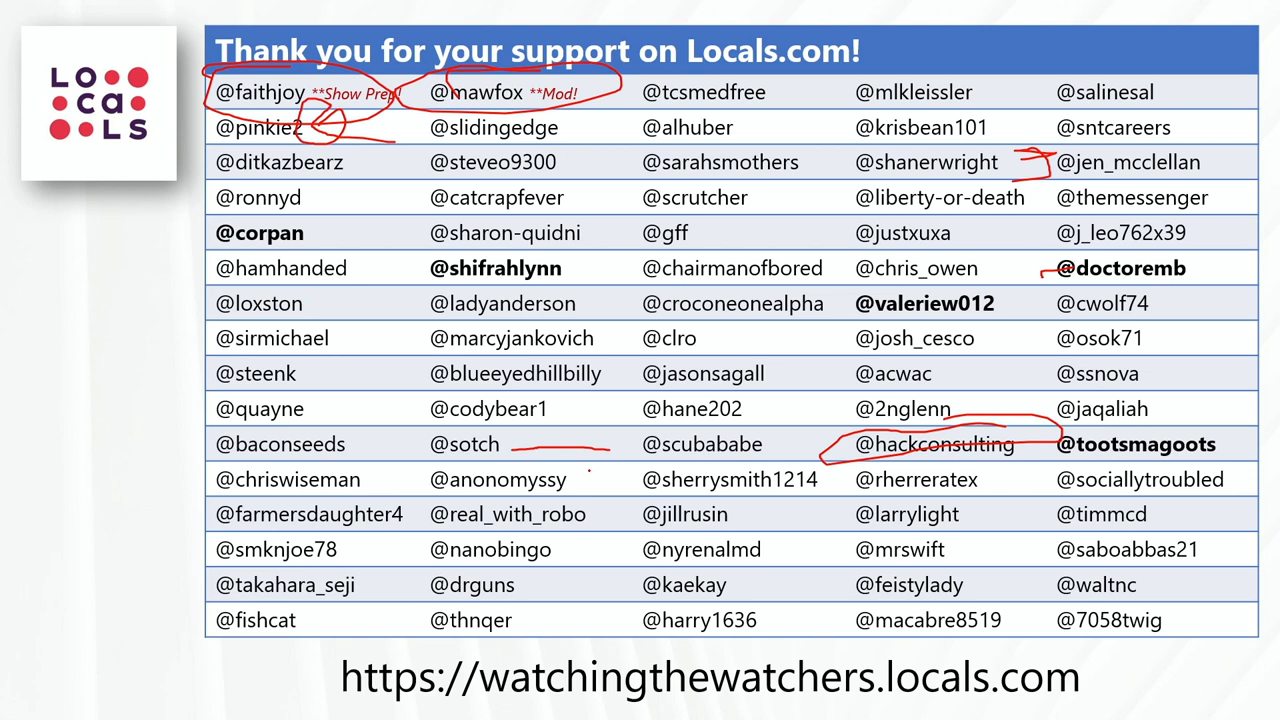 LOCALS
Thank you for your support on Locals.com!
@faithjoy **Show Prep! @mawfox **Mod! @tcsmedfree @mlkleissler @salinesal
@pinkie2 @slidingedge @alhuber @krisbean101 @sntcareers
@ditkazbearz @steveo9300 @sarahsmothers @shanerwright @jen_mcclellan
@ronnyd @catcrapfever @scrutcher @liberty-or-death @themessenger
@corpan @sharon-quidni @gff @justxuxa @j_leo762x39
@hamhanded @shifrahlynn @chairmanofbored @chris_owen @doctoremb
@loxston @ladyanderson @croconeonealpha @valeriew012 @cwolf74
@sirmichael @marcyjankovich @clro @josh_cesco @osok71
@steenk @blueeyedhillbilly @jasonsagall @acwac @ssnova
@quayne @codybear1 @hane202 @2nglenn @jaqaliah
@baconseeds @sotch @scubababe @hackconsulting @tootsmagoots
@chriswiseman @anonomyssy @sherrysmith1214 @rherreratex @sociallytroubled
@farmersdaughter4 @real_with_robo @jillrusin @larrylight @timmcd
@smknjoe78 @nanobingo @nyrenalmd @mrswift @saboabbas21
@takahara_seji @drguns @kaekay @feistylady @waltnc
@fishcat @thnqer @harry1636 @macabre8519 @7058twig
https://watchingthewatchers.locals.com